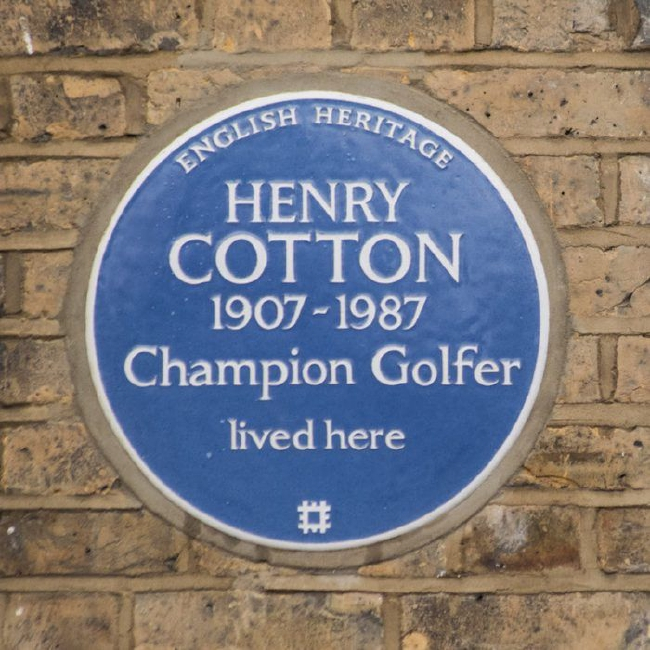 ENGLISH HERITAGE
HENRY
COTTON
1907-1987
Champion Golfer
lived here